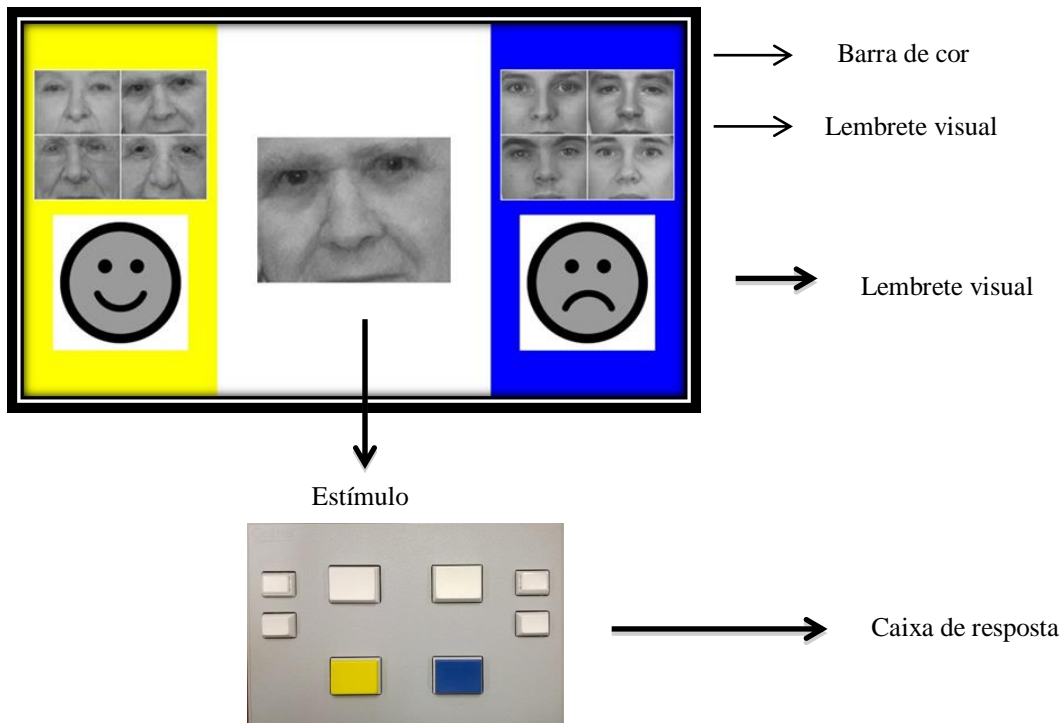 Barra de cor
Lembrete visual
Lembrete visual
Estímulo
Caixa de resposta